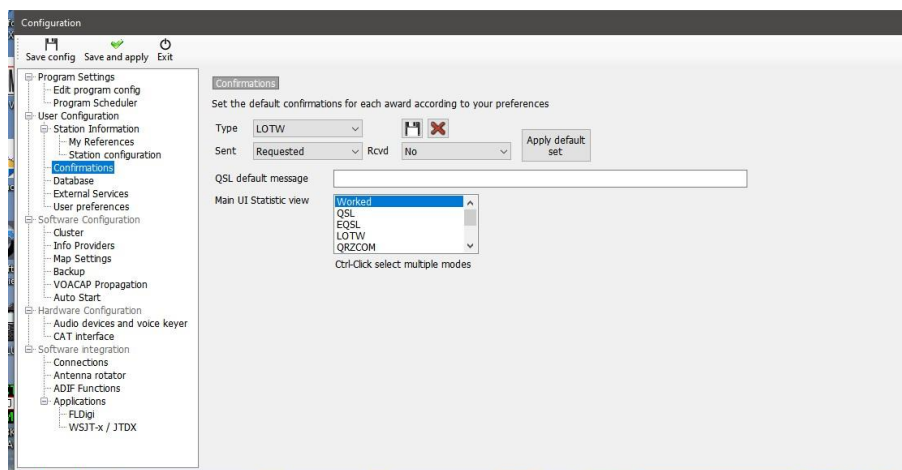 Configuration
Save config Save and apply Exit
Program Settings
Edit program config
Program Scheduler
User Configuration
Station Information
My References
Station configuration
Confirmations
Database
External Services
User preferences
Software Configuration
Cluster
Info Providers
Map Settings
Backup
VOACAP Propagation
Auto Start
Hardware Configuration
Audio devices and voice keyer
CAT interface
Software integration
Connections
Antenna rotator
ADIF Functions
Applications
FLDigi
WSJT-x / JTDX
Confirmations
Set the default confirmations for each award according to your preferences
Type LOTW
Sent Requested Rcvd No
Apply default
set
QSL default message
Main UI Statistic view
Worked
QSL
EQSL
LOTW
QRZCOM
Ctrl-Click select multiple modes